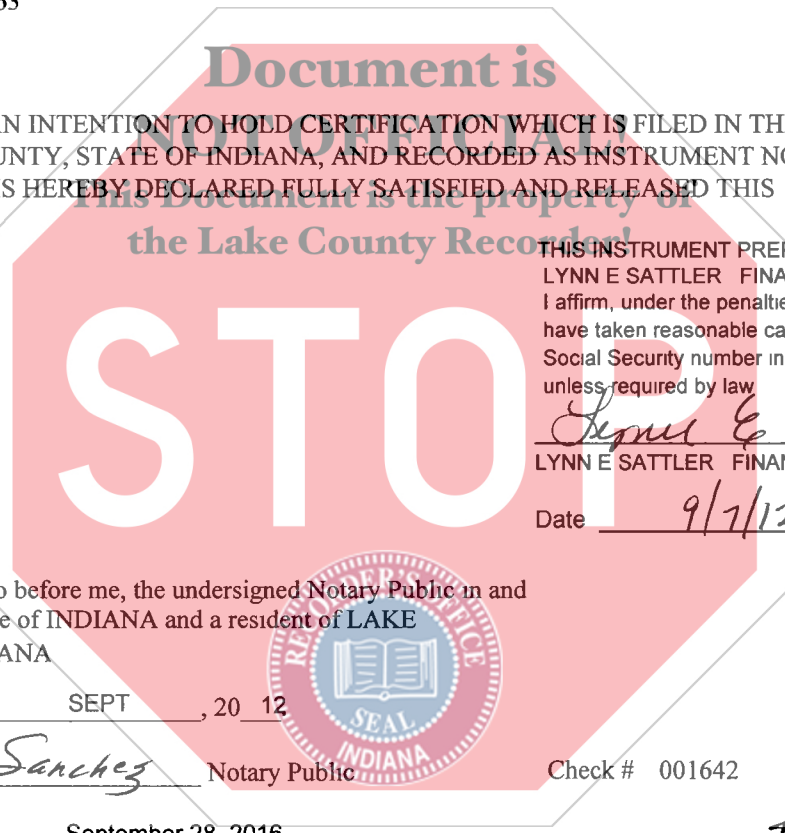 Document is
NOT OFFICIAL!
AN INTENTION TO HOLD CERTIFICATION WHICH IS FILED IN TH
UNTY, STATE OF INDIANA, AND RECORDED AS INSTRUMENT NO
S HEREBY DECLARED FULLY SATISFIED AND RELEASED THIS
This Document is the property of
the Lake County Recorder!
THIS INSTRUMENT PREP
LYNN E SATTLER FINA
I affirm, under the penaltie
have taken reasonable ca
Social Security number in
unless required by law
STOP
LYNN E SATTLER FINAN
Date 9/7/12
o before me, the undersigned Notary Public in and
e of INDIANA and a resident of LAKE
ANA
RECORDER'S OFFICE
SEAL
INDIANA
SEPT , 20 12
Sanchez Notary Public
Check # 001642
September 28, 2016